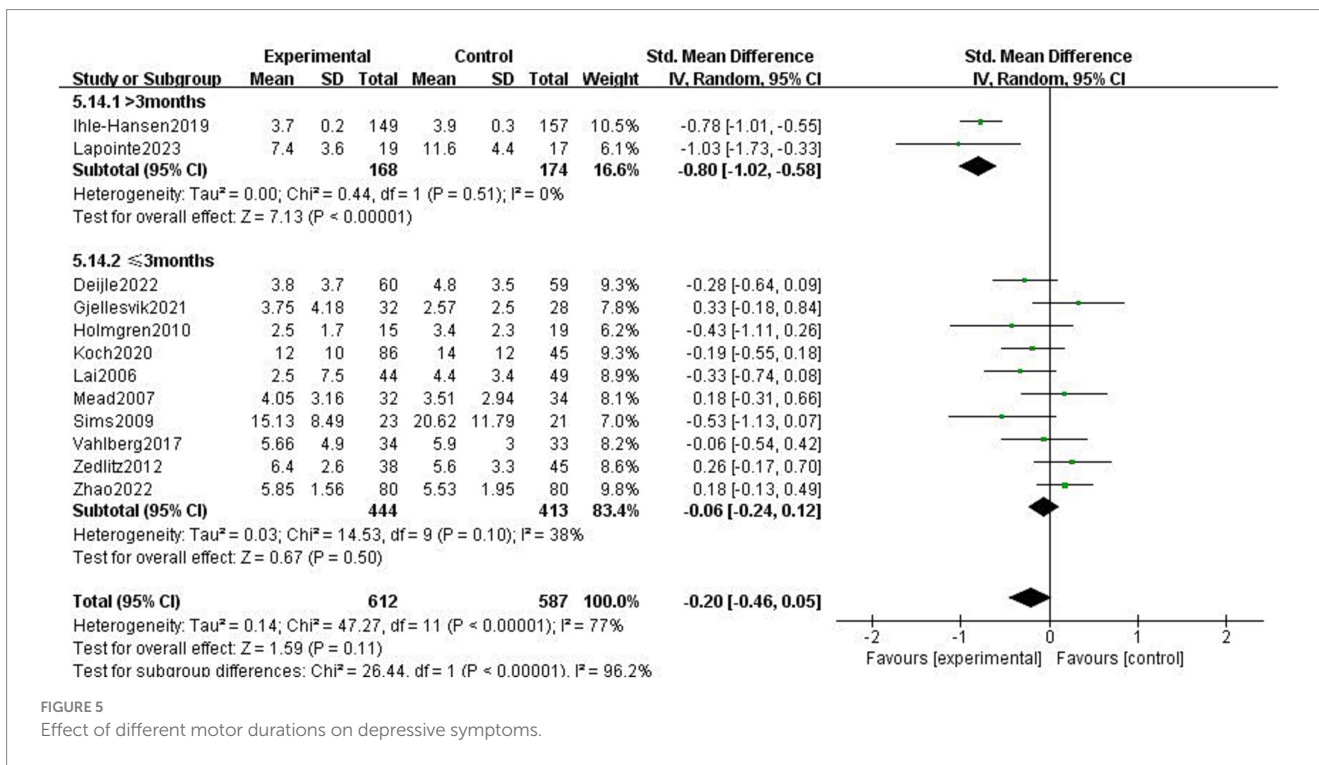 Experimental Control Std. Mean Difference Std. Mean Difference
Study or Subgroup Mean SD Total Mean SD Total Weight IV, Random, 95% CI IV, Random, 95% CI
5.14.1 >3months
Ihle-Hansen2019 3.7 0.2 149 3.9 0.3 157 10.5% -0.78 [-1.01, -0.55]
Lapointe2023 7.4 3.6 19 11.6 4.4 17 6.1% -1.03 [-1.73, -0.33]
Subtotal (95% CI) 168 174 16.6% -0.80 [-1.02, -0.58]
Heterogeneity: Tau² = 0.00; Chi² = 0.44, df = 1 (P = 0.51); I² = 0%
Test for overall effect: Z = 7.13 (P < 0.00001)
5.14.2 ≤3months
Deijle2022 3.8 3.7 60 4.8 3.5 59 9.3% -0.28 [-0.64, 0.09]
Gjellesvik2021 3.75 4.18 32 2.57 2.5 28 7.8% 0.33 [-0.18, 0.84]
Holmgren2010 2.5 1.7 15 3.4 2.3 19 6.2% -0.43 [-1.11, 0.26]
Koch2020 12 10 86 14 12 45 9.3% -0.19 [-0.55, 0.18]
Lai2006 2.5 7.5 44 4.4 3.4 49 8.9% -0.33 [-0.74, 0.08]
Mead2007 4.05 3.16 32 3.51 2.94 34 8.1% 0.18 [-0.31, 0.66]
Sims2009 15.13 8.49 23 20.62 11.79 21 7.0% -0.53 [-1.13, 0.07]
Vahlberg2017 5.66 4.9 34 5.9 3 33 8.2% -0.06 [-0.54, 0.42]
Zedlitz2012 6.4 2.6 38 5.6 3.3 45 8.6% 0.26 [-0.17, 0.70]
Zhao2022 5.85 1.56 80 5.53 1.95 80 9.8% 0.18 [-0.13, 0.49]
Subtotal (95% CI) 444 413 83.4% -0.06 [-0.24, 0.12]
Heterogeneity: Tau² = 0.03; Chi² = 14.53, df = 9 (P = 0.10); I² = 38%
Test for overall effect: Z = 0.67 (P = 0.50)
Total (95% CI) 612 587 100.0% -0.20 [-0.46, 0.05]
Heterogeneity: Tau² = 0.14; Chi² = 47.27, df = 11 (P < 0.00001); I² = 77%
Test for overall effect: Z = 1.59 (P = 0.11)
Test for subgroup differences: Chi² = 26.44. df = 1 (P < 0.00001). I² = 96.2%
-2 -1 0 1 2
Favours [experimental] Favours [control]
FIGURE 5
Effect of different motor durations on depressive symptoms.